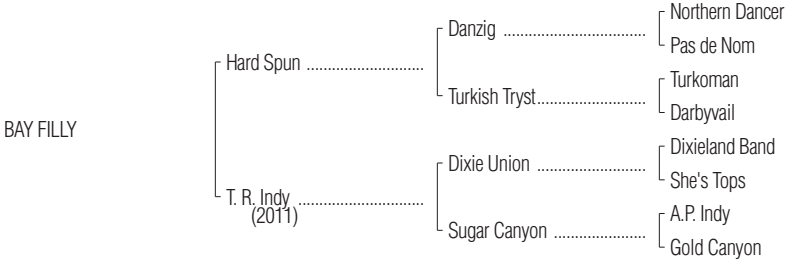 Northern Dancer
Danzig ................................
Pas de Nom
Hard Spun ..........................
Turkoman
Turkish Tryst........................
Darbyvail
BAY FILLY
Dixieland Band
Dixie Union ........................
She's Tops
T. R. Indy ............................
(2011)
A.P. Indy
Sugar Canyon ....................
Gold Canyon